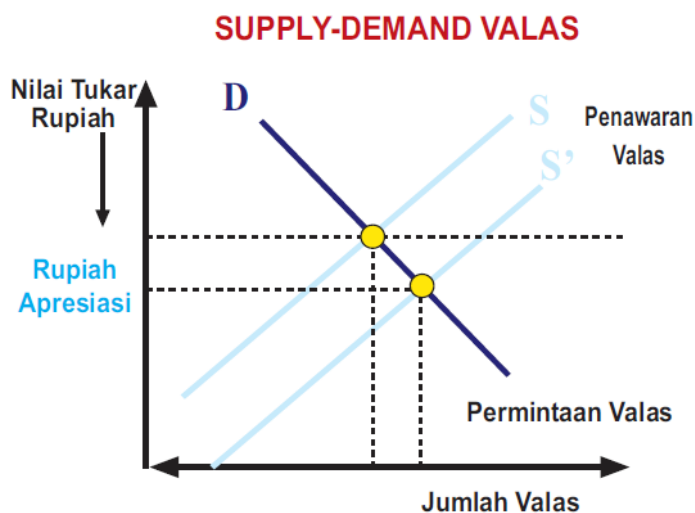 SUPPLY-DEMAND VALAS
Nilai Tukar
Rupiah
D
S
Penawaran
Valas
S’
Rupiah
Apresiasi
Permintaan Valas
Jumlah Valas